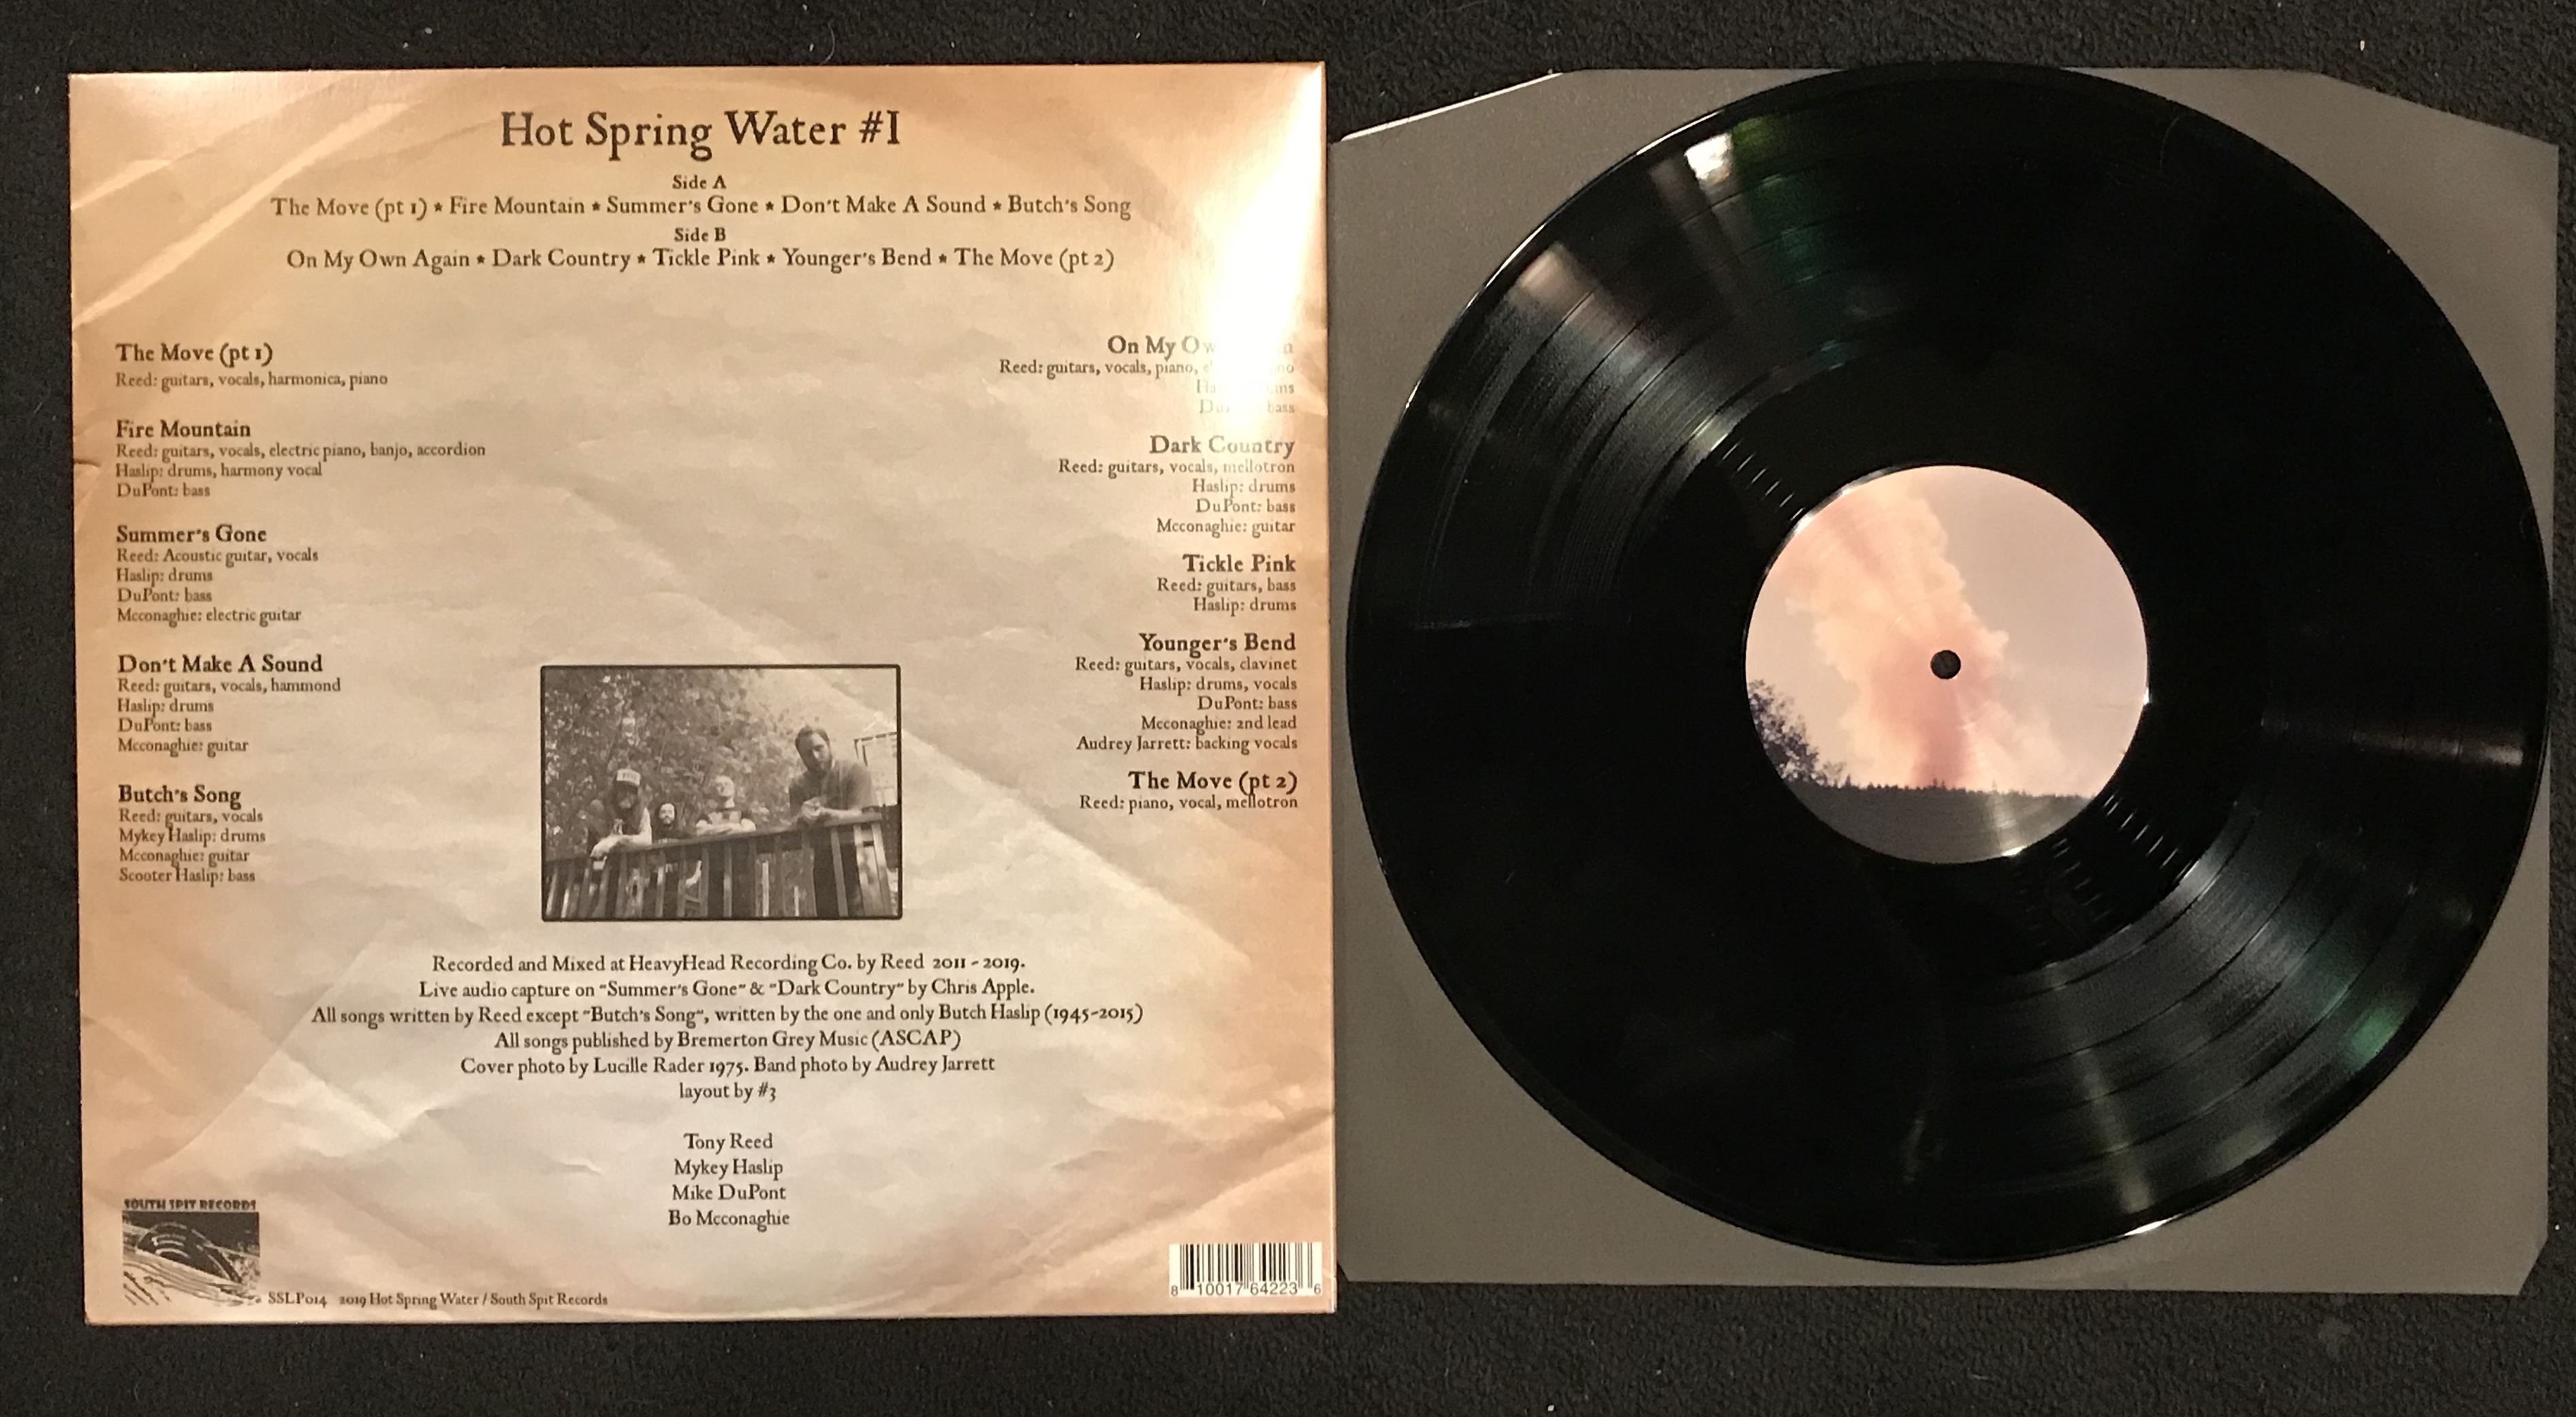 Hot Spring Water #I
Side A
The Move (pt 1) * Fire Mountain * Summer's Gone * Don't Make A Sound * Butch's Song
Side B
On My Own Again * Dark Country * Tickle Pink * Younger's Bend * The Move (pt 2)
The Move (pt 1)
Reed: guitars, vocals, harmonica, piano
Fire Mountain
Reed: guitars, vocals, electric piano, banjo, accordion
Haslip: drums, harmony vocal
DuPont: bass
Summer's Gone
Reed: Acoustic guitar, vocals
Haslip: drums
DuPont: bass
Mcconaghie: electric guitar
Don't Make A Sound
Reed: guitars, vocals, hammond
Haslip: drums
DuPont: bass
Mcconaghie: guitar
Butch's Song
Reed: guitars, vocals
Mykey Haslip: drums
Mcconaghie: guitar
Scooter Haslip: bass
On My
Reed: guitars, vocals, piano,
bass
Dark Country
Reed: guitars, vocals, mellotron
Haslip: drums
DuPont: bass
Mcconaghie: guitar
Tickle Pink
Reed: guitars, bass
Haslip: drums
Younger's Bend
Reed: guitars, vocals, clavinet
Haslip: drums, vocals
DuPont: bass
Mcconaghie: 2nd lead
Audrey Jarrett: backing vocals
The Move (pt 2)
Reed: piano, vocal, mellotron
Recorded and Mixed at HeavyHead Recording Co. by Reed 2011 - 2019.
Live audio capture on "Summer's Gone" & "Dark Country" by Chris Apple.
All songs written by Reed except "Butch's Song", written by the one and only Butch Haslip (1945-2015)
All songs published by Bremerton Grey Music (ASCAP)
Cover photo by Lucille Rader 1975. Band photo by Audrey Jarrett
layout by #3
Tony Reed
Mykey Haslip
Mike DuPont
Bo Mcconaghie
SOUTH SPIT RECORDS
SSLP014 2019 Hot Spring Water / South Spit Records
8 10017 64223 6